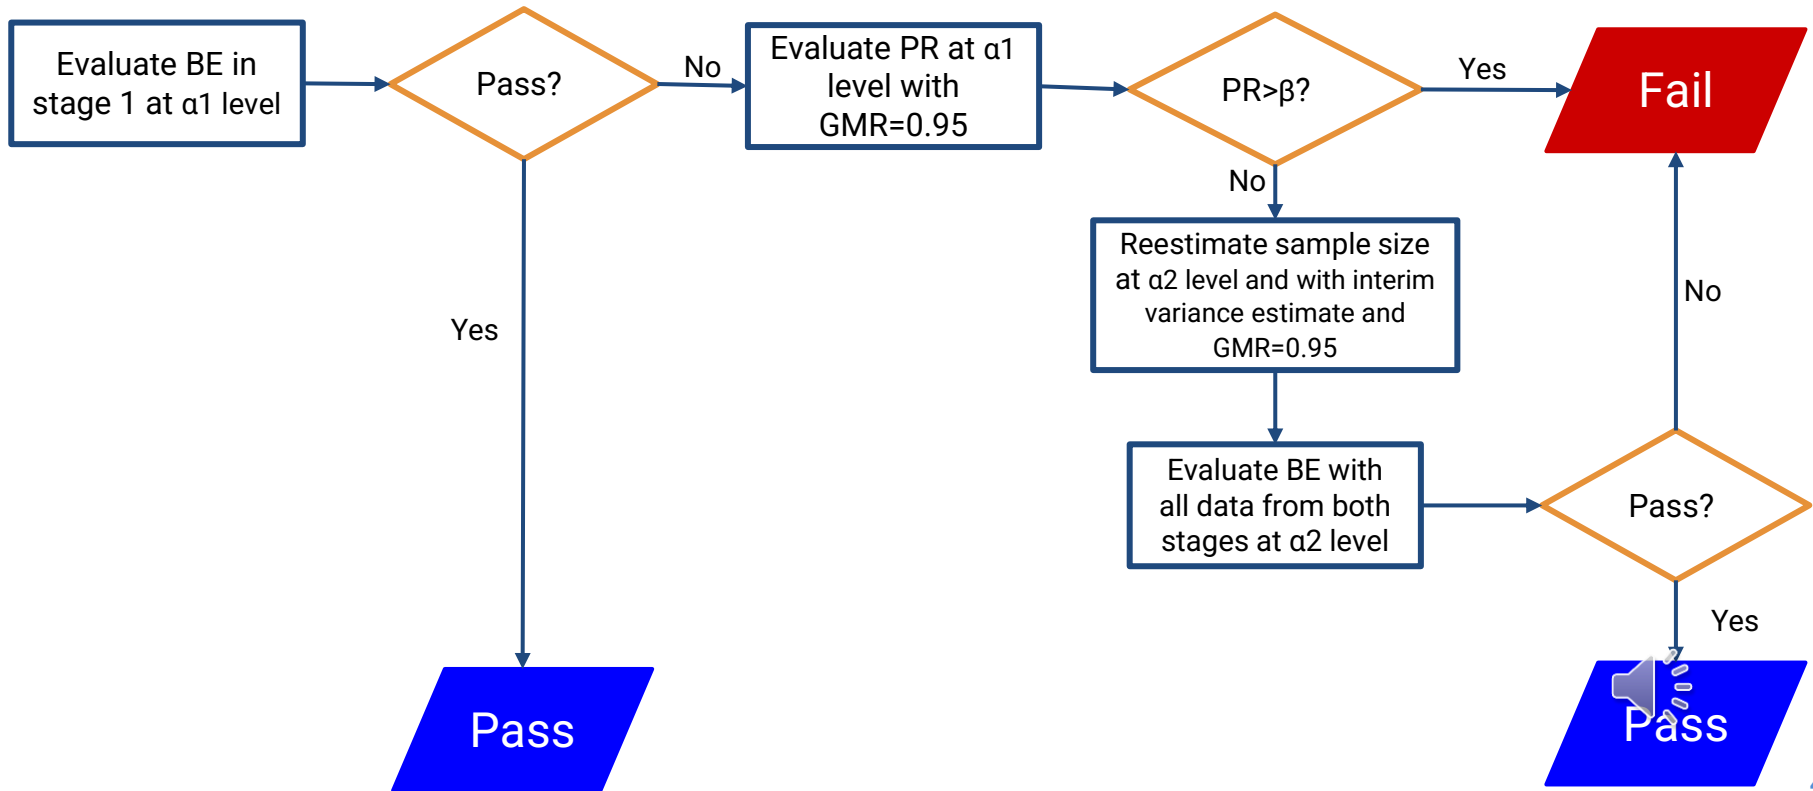 Evaluate BE in
stage 1 at α1 level
Pass?
No
Evaluate PR at α1
level with
GMR=0.95
PR>β?
Yes
Fail
No
Reestimate sample size
at α2 level and with interim
variance estimate and
GMR=0.95
No
Yes
Evaluate BE with
all data from both
stages at α2 level
Pass?
Yes
Pass
Pass